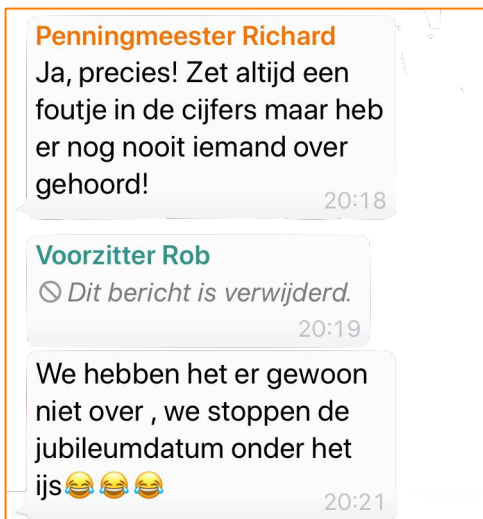 Penningmeester Richard
Ja, precies! Zet altijd een
foutje in de cijfers maar heb
er nog nooit iemand over
gehoord!
20:18
Voorzitter Rob
🚫 Dit bericht is verwijderd.
20:19
We hebben het er gewoon
niet over , we stoppen de
jubileumdatum onder het
ijs😂😂😂
20:21